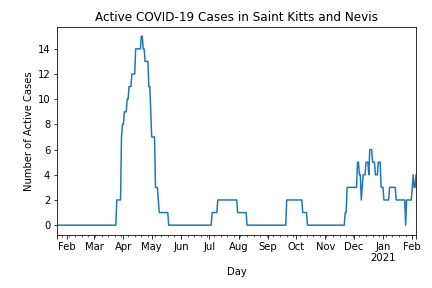 Active COVID-19 Cases in Saint Kitts and Nevis
Number of Active Cases
14
12
10
8
6
4
2
0
Feb Mar Apr May Jun Jul Aug Sep Oct Nov Dec Jan Feb
2021
Day